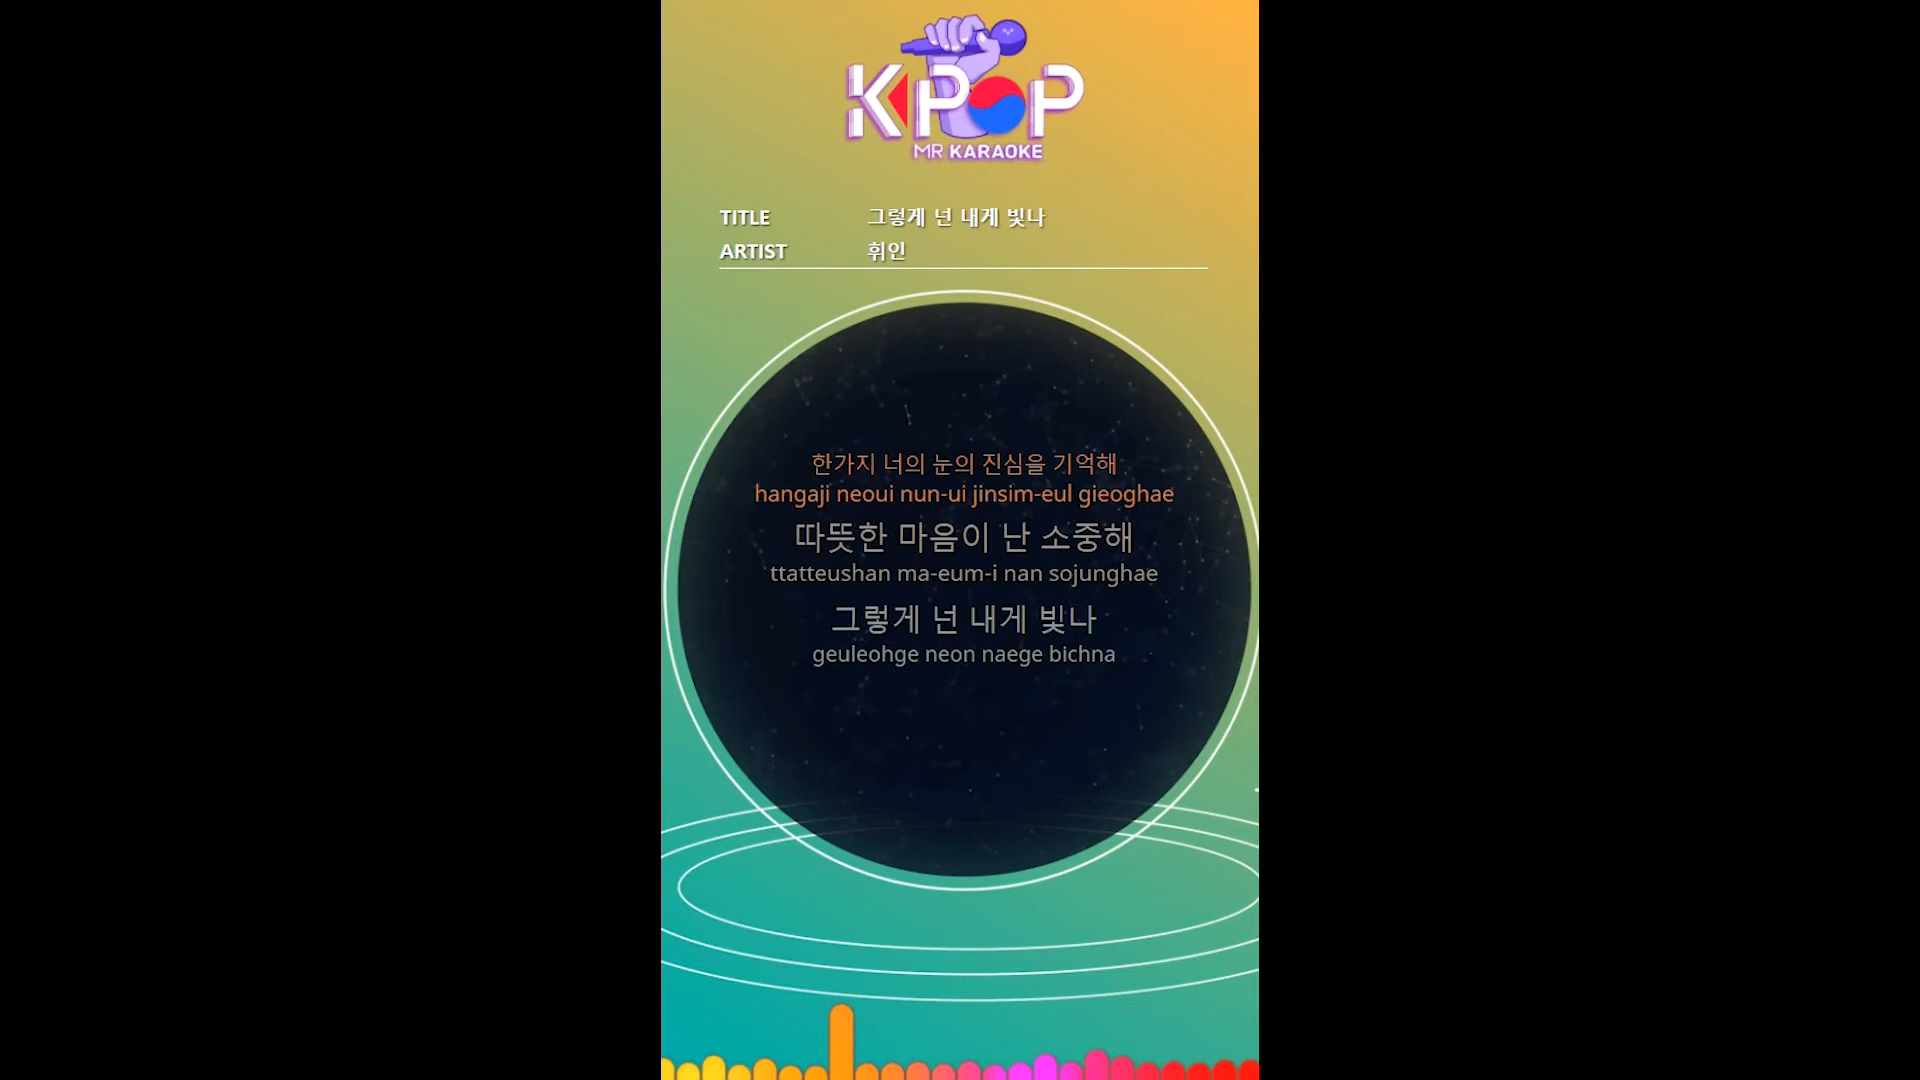 KPOP
MR KARAOKE
TITLE 그렇게 넌 내게 빛나
ARTIST 휘인
한가지 너의 눈의 진심을 기억해
hangaji neoui nun-ui jinsim-eul gieoghae
따뜻한 마음이 난 소중해
ttatteushan ma-eum-i nan sojunghae
그렇게 넌 내게 빛나
geuleohge neon naege bichna